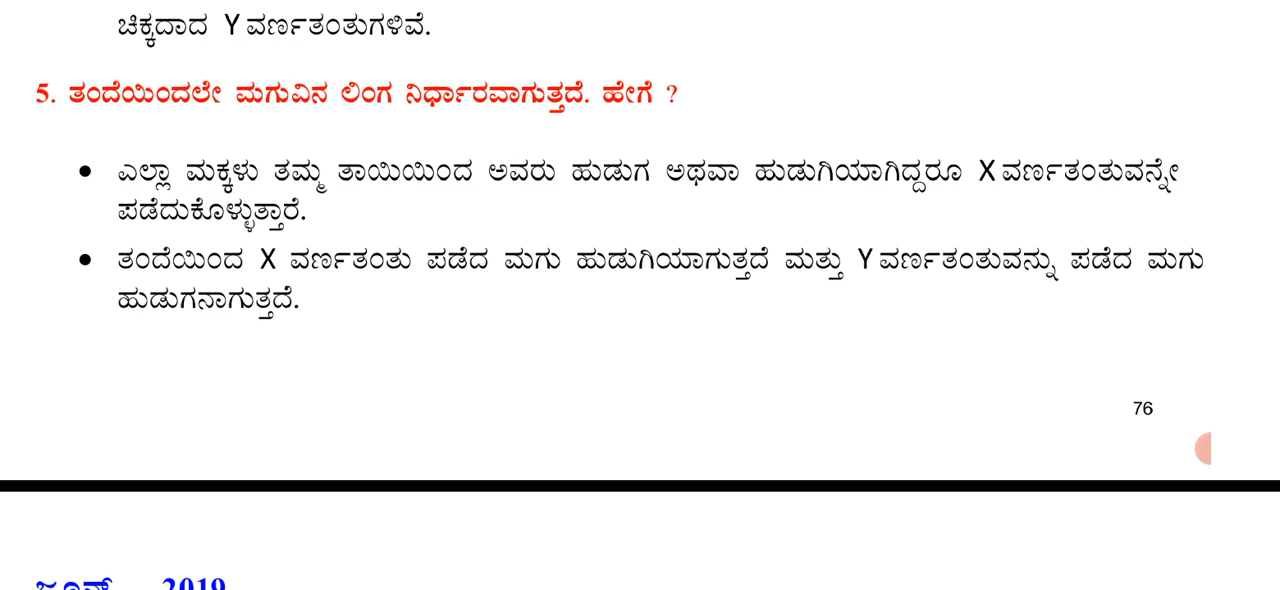 ಚಿಕ್ಕದಾದ Y ವರ್ಣತಂತುಗಳಿವೆ.
5. ತಂದೆಯಿಂದಲೇ ಮಗುವಿನ ಲಿಂಗ ನಿರ್ಧಾರವಾಗುತ್ತದೆ. ಹೇಗೆ ?
• ಎಲ್ಲಾ ಮಕ್ಕಳು ತಮ್ಮ ತಾಯಿಯಿಂದ ಅವರು ಹುಡುಗ ಅಥವಾ ಹುಡುಗಿಯಾಗಿದ್ದರೂ X ವರ್ಣತಂತುವನ್ನೇ
ಪಡೆದುಕೊಳ್ಳುತ್ತಾರೆ.
• ತಂದೆಯಿಂದ X ವರ್ಣತಂತು ಪಡೆದ ಮಗು ಹುಡುಗಿಯಾಗುತ್ತದೆ ಮತ್ತು Y ವರ್ಣತಂತುವನ್ನು ಪಡೆದ ಮಗು
ಹುಡುಗನಾಗುತ್ತದೆ.
76
ಜೂನ್ 2019